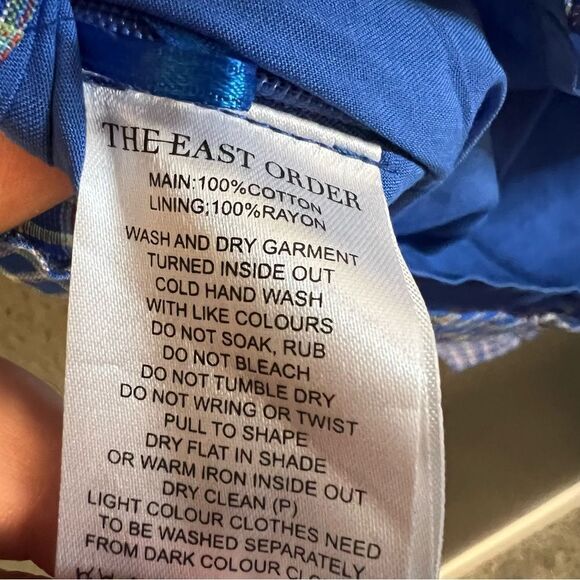 THE EAST ORDER
MAIN:100%COTTON
LINING;100%RAYON
WASH AND DRY GARMENT
TURNED INSIDE OUT
COLD HAND WASH
WITH LIKE COLOURS
DO NOT SOAK, RUB
DO NOT BLEACH
DO NOT TUMBLE DRY
DO NOT WRING OR TWIST
PULL TO SHAPE
DRY FLAT IN SHADE
OR WARM IRON INSIDE OUT
DRY CLEAN (P)
LIGHT COLOUR CLOTHES NEED
TO BE WASHED SEPARATELY
FROM DARK COLOUR